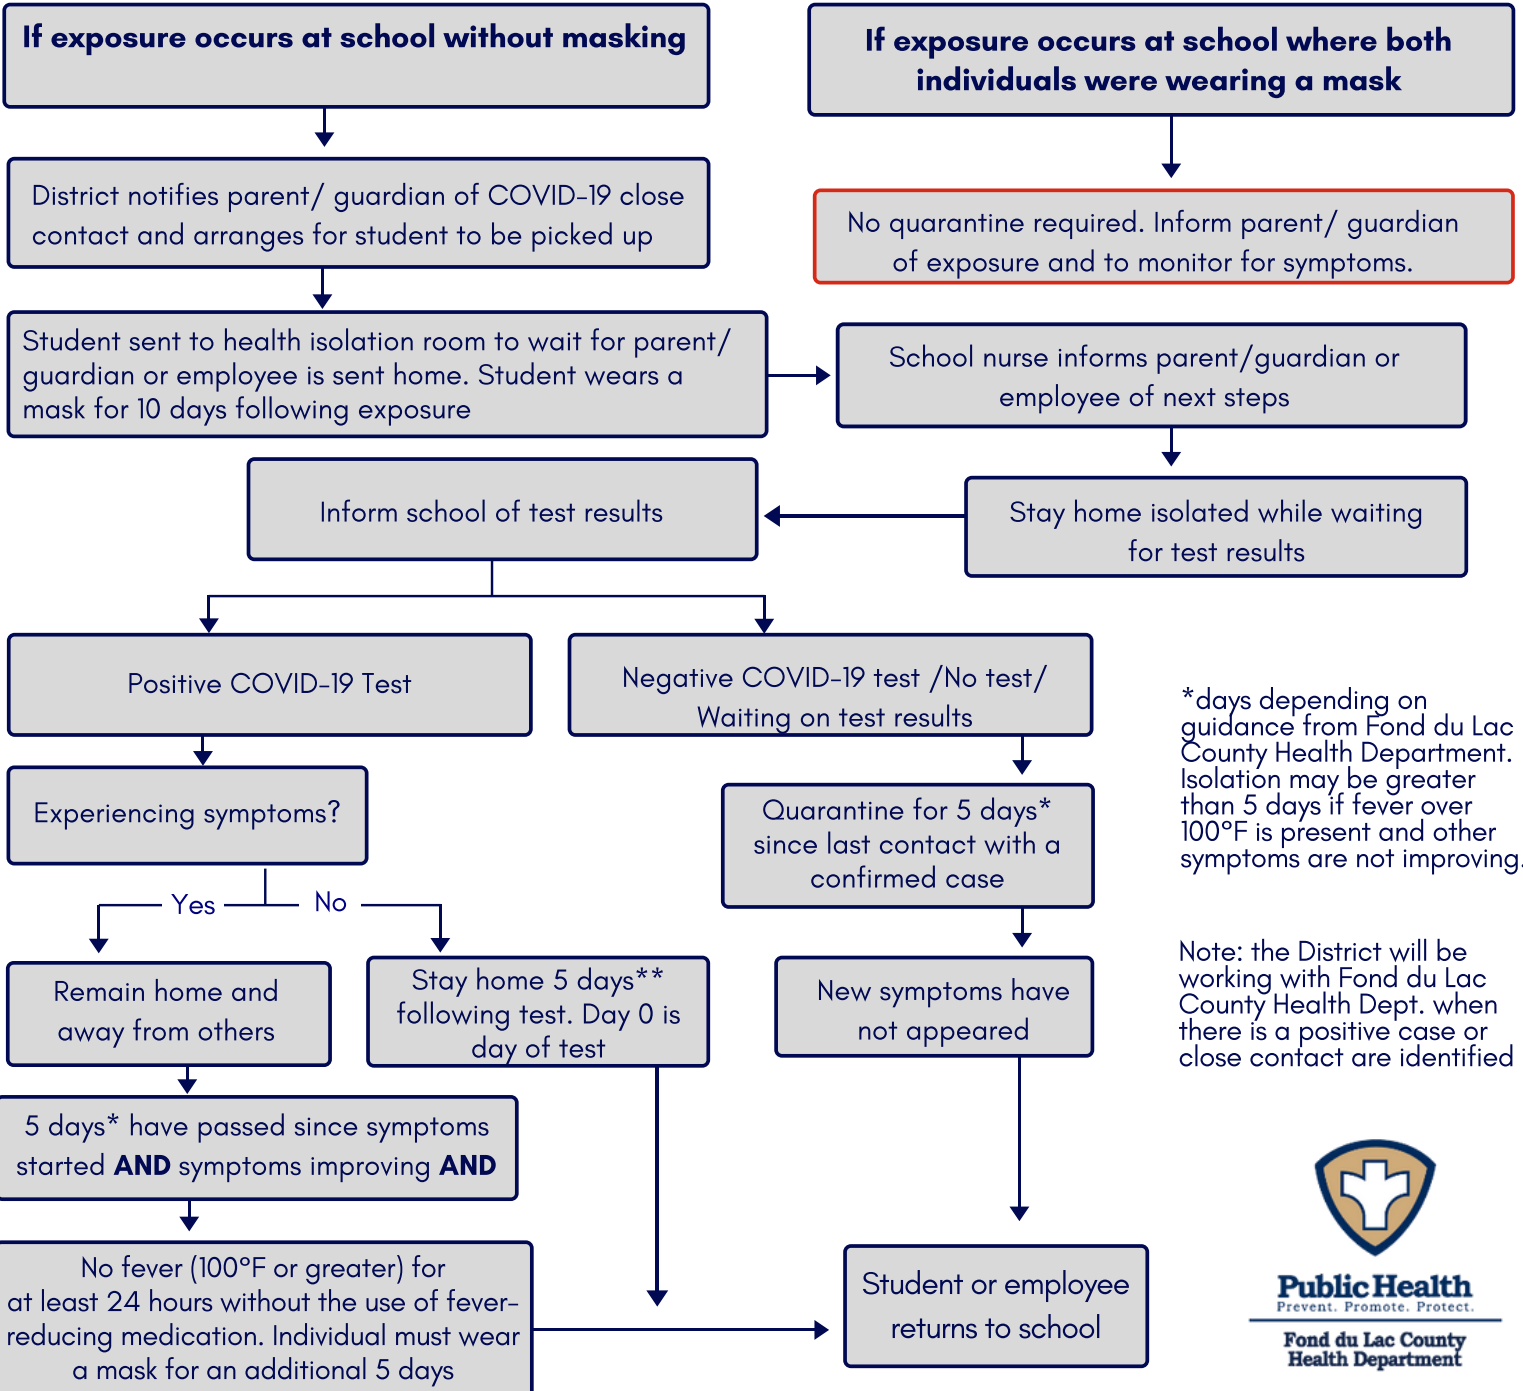 If exposure occurs at school without masking
If exposure occurs at school where both
individuals were wearing a mask
District notifies parent/ guardian of COVID-19 close
contact and arranges for student to be picked up
No quarantine required. Inform parent/ guardian
of exposure and to monitor for symptoms.
Student sent to health isolation room to wait for parent/
guardian or employee is sent home. Student wears a
mask for 10 days following exposure
School nurse informs parent/guardian or
employee of next steps
Inform school of test results
Stay home isolated while waiting
for test results
Positive COVID-19 Test
Negative COVID-19 test /No test/
Waiting on test results
*days depending on
guidance from Fond du Lac
County Health Department.
Isolation may be greater
than 5 days if fever over
100°F is present and other
symptoms are not improving.
Experiencing symptoms?
Quarantine for 5 days*
since last contact with a
confirmed case
Yes
No
Remain home and
away from others
Stay home 5 days**
following test. Day 0 is
day of test
New symptoms have
not appeared
Note: the District will be
working with Fond du Lac
County Health Dept. when
there is a positive case or
close contact are identified
5 days* have passed since symptoms
started AND symptoms improving AND
No fever (100°F or greater) for
at least 24 hours without the use of fever-
reducing medication. Individual must wear
a mask for an additional 5 days
Student or employee
returns to school
Public Health
Prevent. Promote. Protect.
Fond du Lac County
Health Department